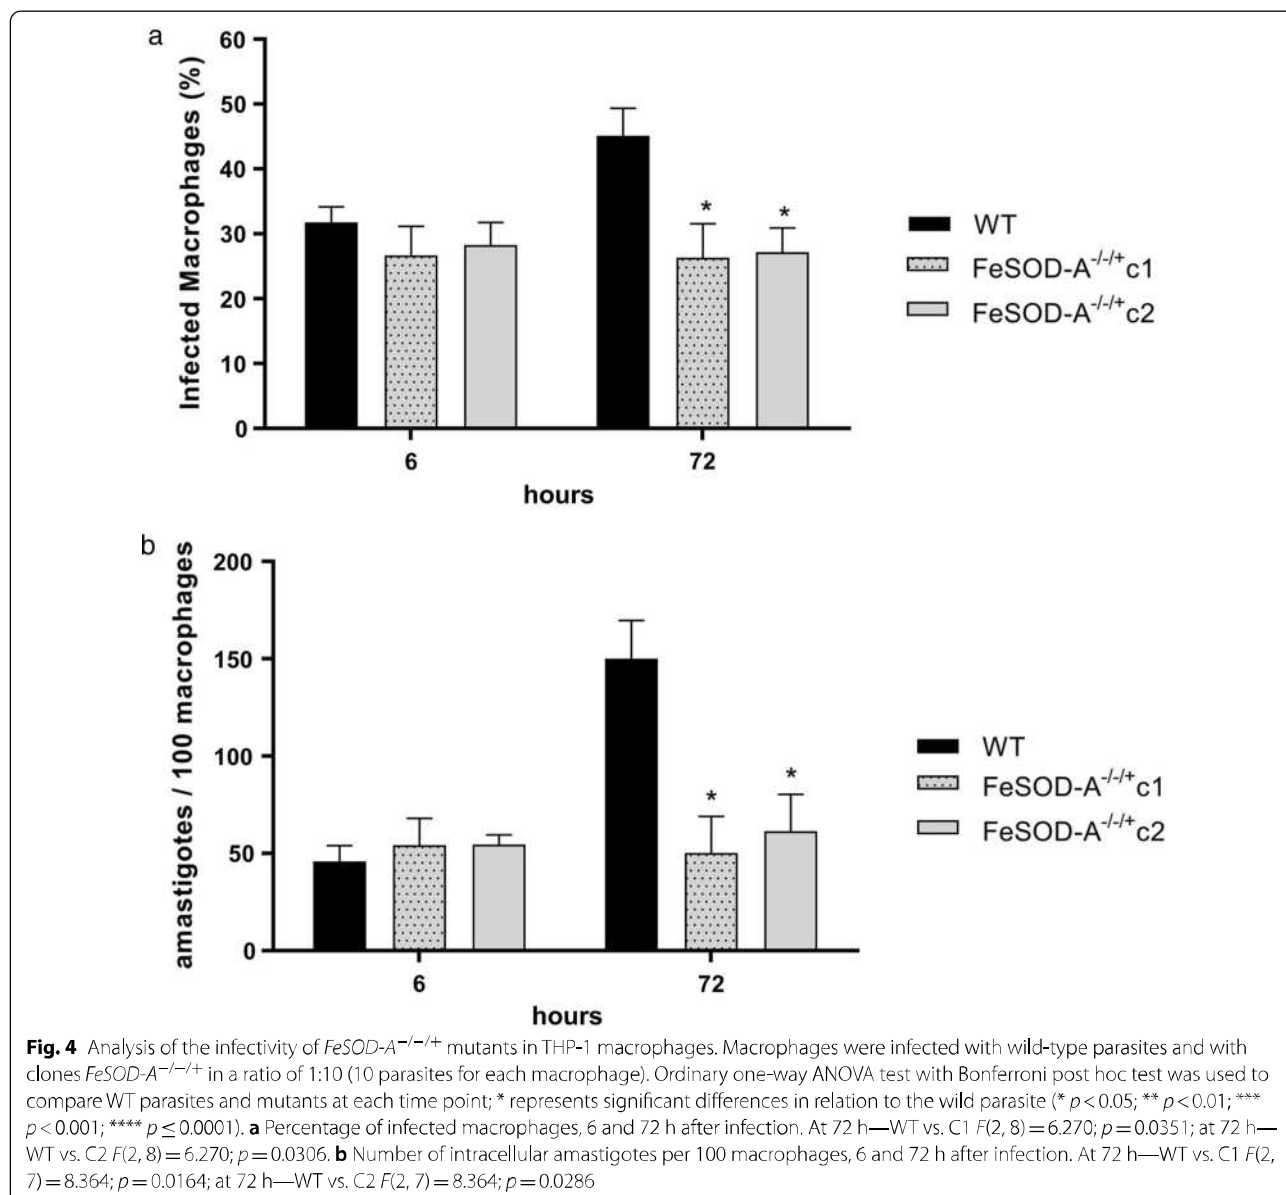 a
60
50
40
30
20
10
0
Infected Macrophages (%)
*
*
6
72
hours
WT
FeSOD-A-/-/+c1
FeSOD-A-/-/+c2
b
200
150
100
50
0
amastigotes / 100 macrophages
*
*
6
72
hours
WT
FeSOD-A-/-/+c1
FeSOD-A-/-/+c2
Fig. 4 Analysis of the infectivity of FeSOD-A−/−/+ mutants in THP-1 macrophages. Macrophages were infected with wild-type parasites and with
clones FeSOD-A−/−/+ in a ratio of 1:10 (10 parasites for each macrophage). Ordinary one-way ANOVA test with Bonferroni post hoc test was used to
compare WT parasites and mutants at each time point; * represents significant differences in relation to the wild parasite (* p < 0.05; ** p < 0.01; ***
p < 0.001; **** p ≤ 0.0001). a Percentage of infected macrophages, 6 and 72 h after infection. At 72 h—WT vs. C1 F(2, 8) = 6.270; p = 0.0351; at 72 h—
WT vs. C2 F(2, 8) = 6.270; p = 0.0306. b Number of intracellular amastigotes per 100 macrophages, 6 and 72 h after infection. At 72 h—WT vs. C1 F(2,
7) = 8.364; p = 0.0164; at 72 h—WT vs. C2 F(2, 7) = 8.364; p = 0.0286